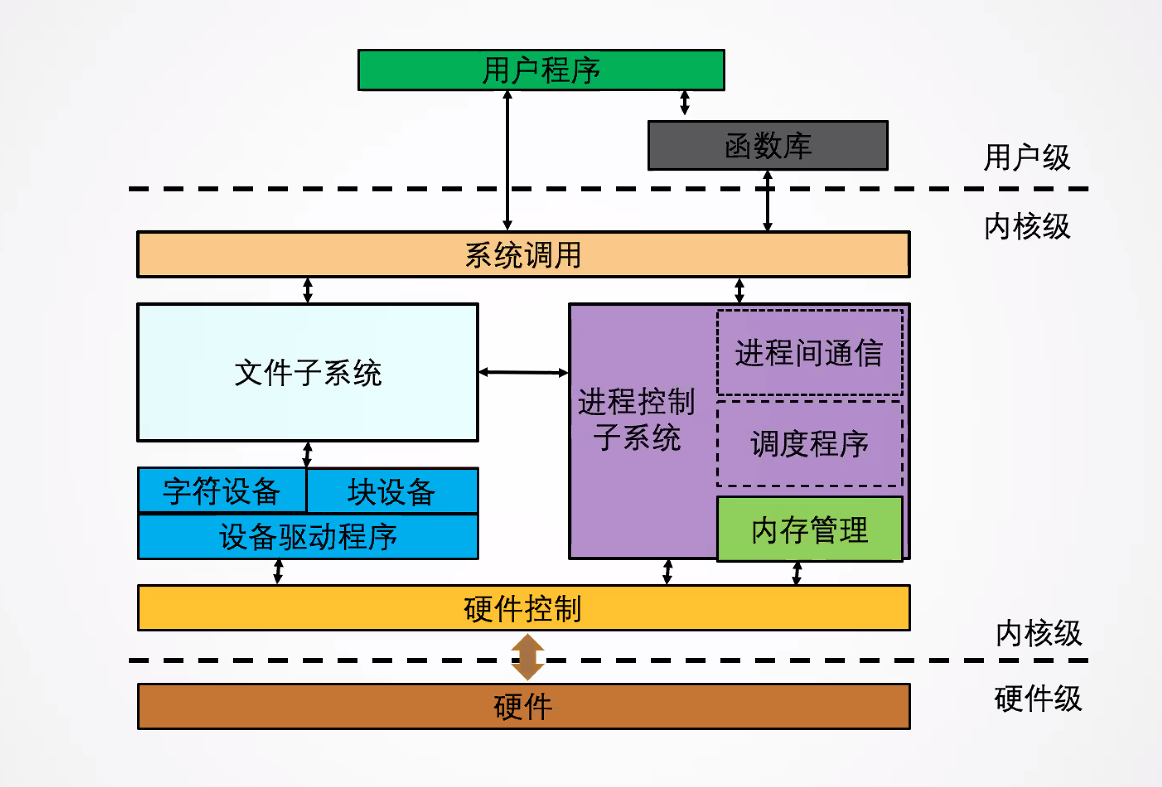 用户程序
函数库
用户级
内核级
系统调用
文件子系统
进程控制
子系统
进程间通信
调度程序
内存管理
字符设备
块设备
设备驱动程序
硬件控制
内核级
硬件级
硬件